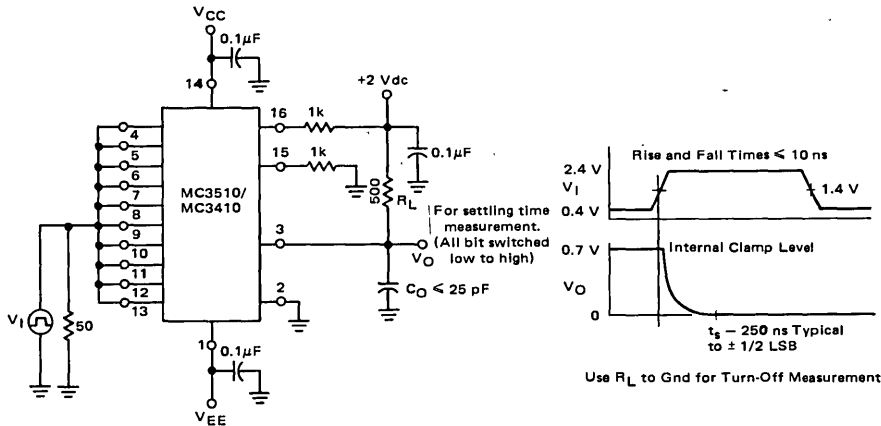 VCC
0.1μF
14
+2 Vdc
16
1k
0.1μF
15
1k
4
5
6
7
8
9
10
11
12
13
MC3510/
MC3410
500
RL
3
For settling time
measurement.
(All bit switched
low to high)
VO
2
CO ≤ 25 pF
VI
50
1
0.1μF
VEE
Rise and Fall Times ≤ 10 ns
2.4 V
VI
1.4 V
0.4 V
0.7 V
Internal Clamp Level
VO
0
ts – 250 ns Typical
to ± 1/2 LSB
Use RL to Gnd for Turn-Off Measurement